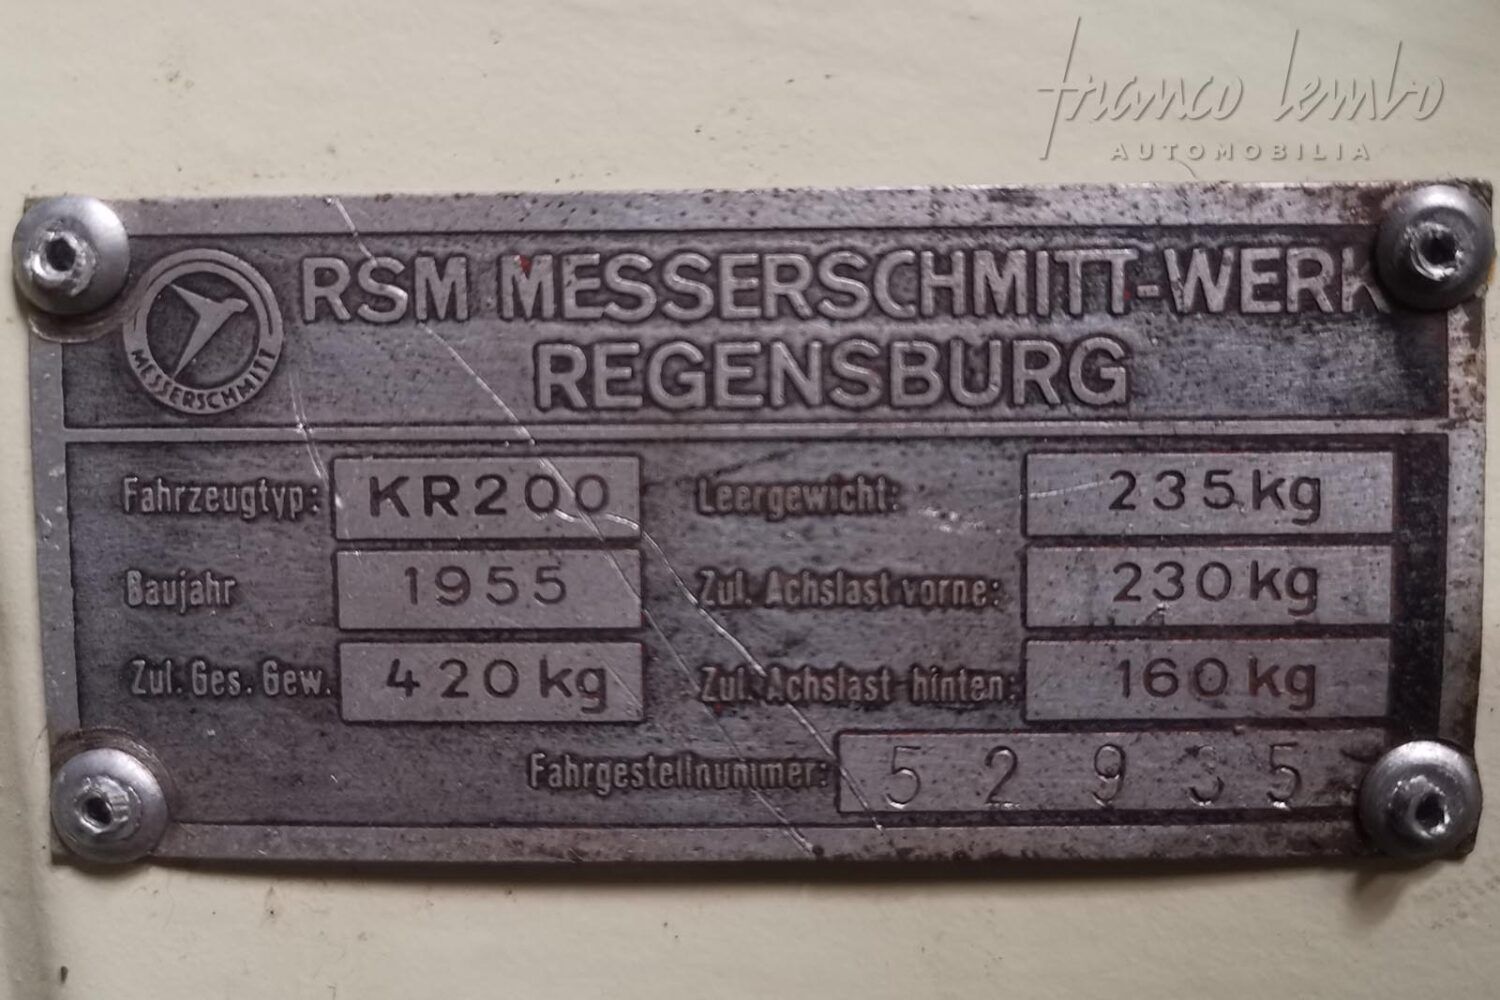 franco lembo
AUTOMOBILIA
RSM MESSERSCHMITT-WERK
REGENSBURG
MESSERSCHMITT
Fahrzeugtyp: KR200 Leergewicht: 235 kg
Baujahr 1955 Zul. Achslast vorne: 230 kg
Zul. Ges. Gew. 420 kg Zul. Achslast hinten: 160 kg
Fahrgestellnummer: 52935